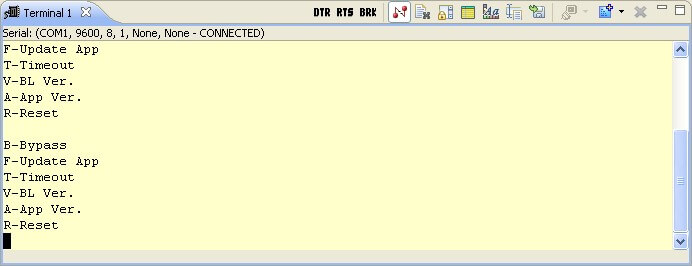 Terminal 1
DTR RTS BRK
Serial: (COM1, 9600, 8, 1, None, None - CONNECTED)
F-Update App
T-Timeout
V-BL Ver.
A-App Ver.
R-Reset
B-Bypass
F-Update App
T-Timeout
V-BL Ver.
A-App Ver.
R-Reset